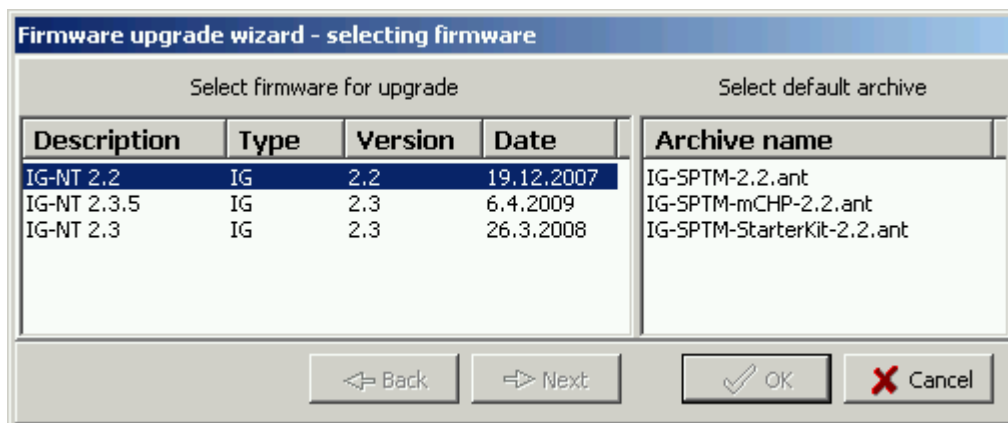 Firmware upgrade wizard - selecting firmware
Select firmware for upgrade Select default archive
Description Type Version Date Archive name
IG-NT 2.2 IG 2.2 19.12.2007 IG-SPTM-2.2.ant
IG-NT 2.3.5 IG 2.3 6.4.2009 IG-SPTM-mCHP-2.2.ant
IG-NT 2.3 IG 2.3 26.3.2008 IG-SPTM-StarterKit-2.2.ant
Back Next OK Cancel